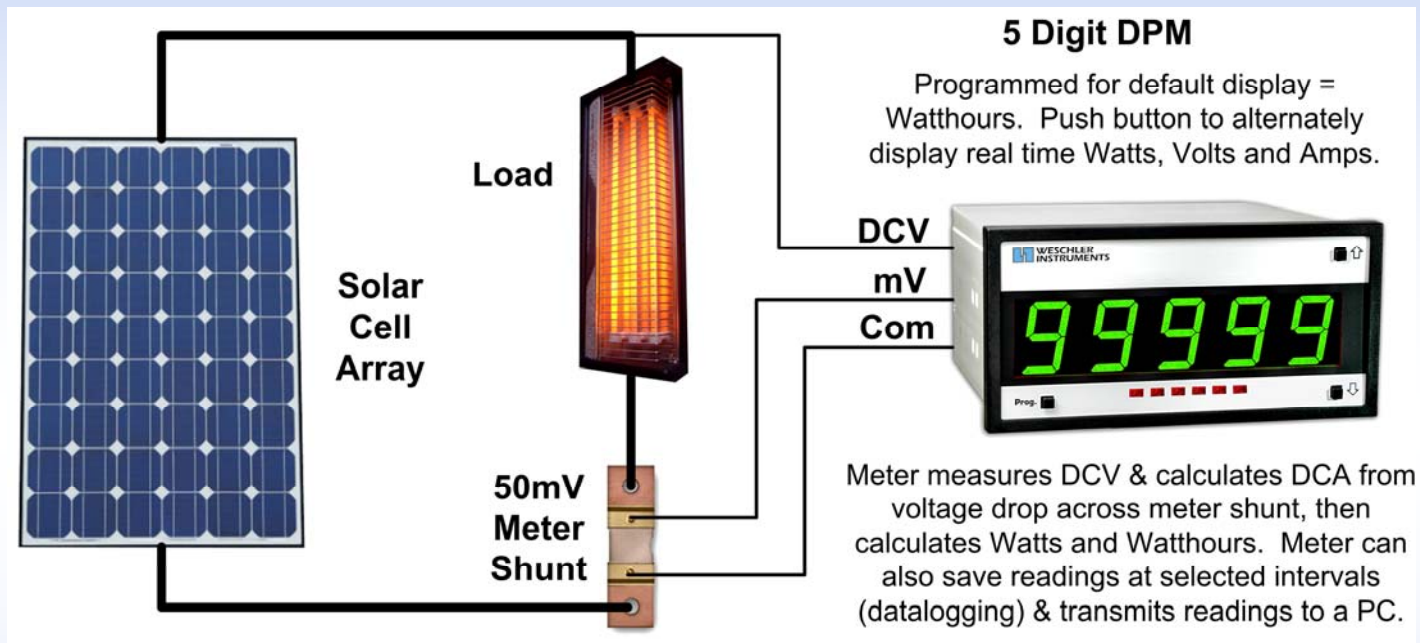 5 Digit DPM
Programmed for default display =
Watthours. Push button to alternately
display real time Watts, Volts and Amps.
Load
DCV
mV
Com
Solar
Cell
Array
WESCHLER
INSTRUMENTS
99999
Prog.
50mV
Meter
Shunt
Meter measures DCV & calculates DCA from
voltage drop across meter shunt, then
calculates Watts and Watthours. Meter can
also save readings at selected intervals
(datalogging) & transmits readings to a PC.